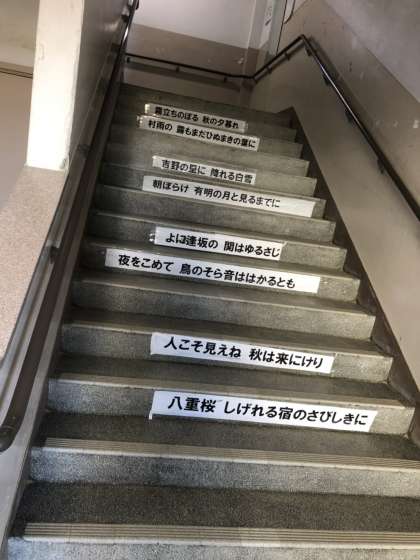 霧立ちのぼる 秋の夕暮れ
村雨の 露もまだひぬまきの葉に
吉野の里に 降れる白雪
朝ぼらけ 有明の月と見るまでに
よに逢坂の 関はゆるさじ
夜をこめて 鳥のそら音ははかるとも
人こそ見えね 秋は来にけり
八重桜 しげれる宿のさびしきに